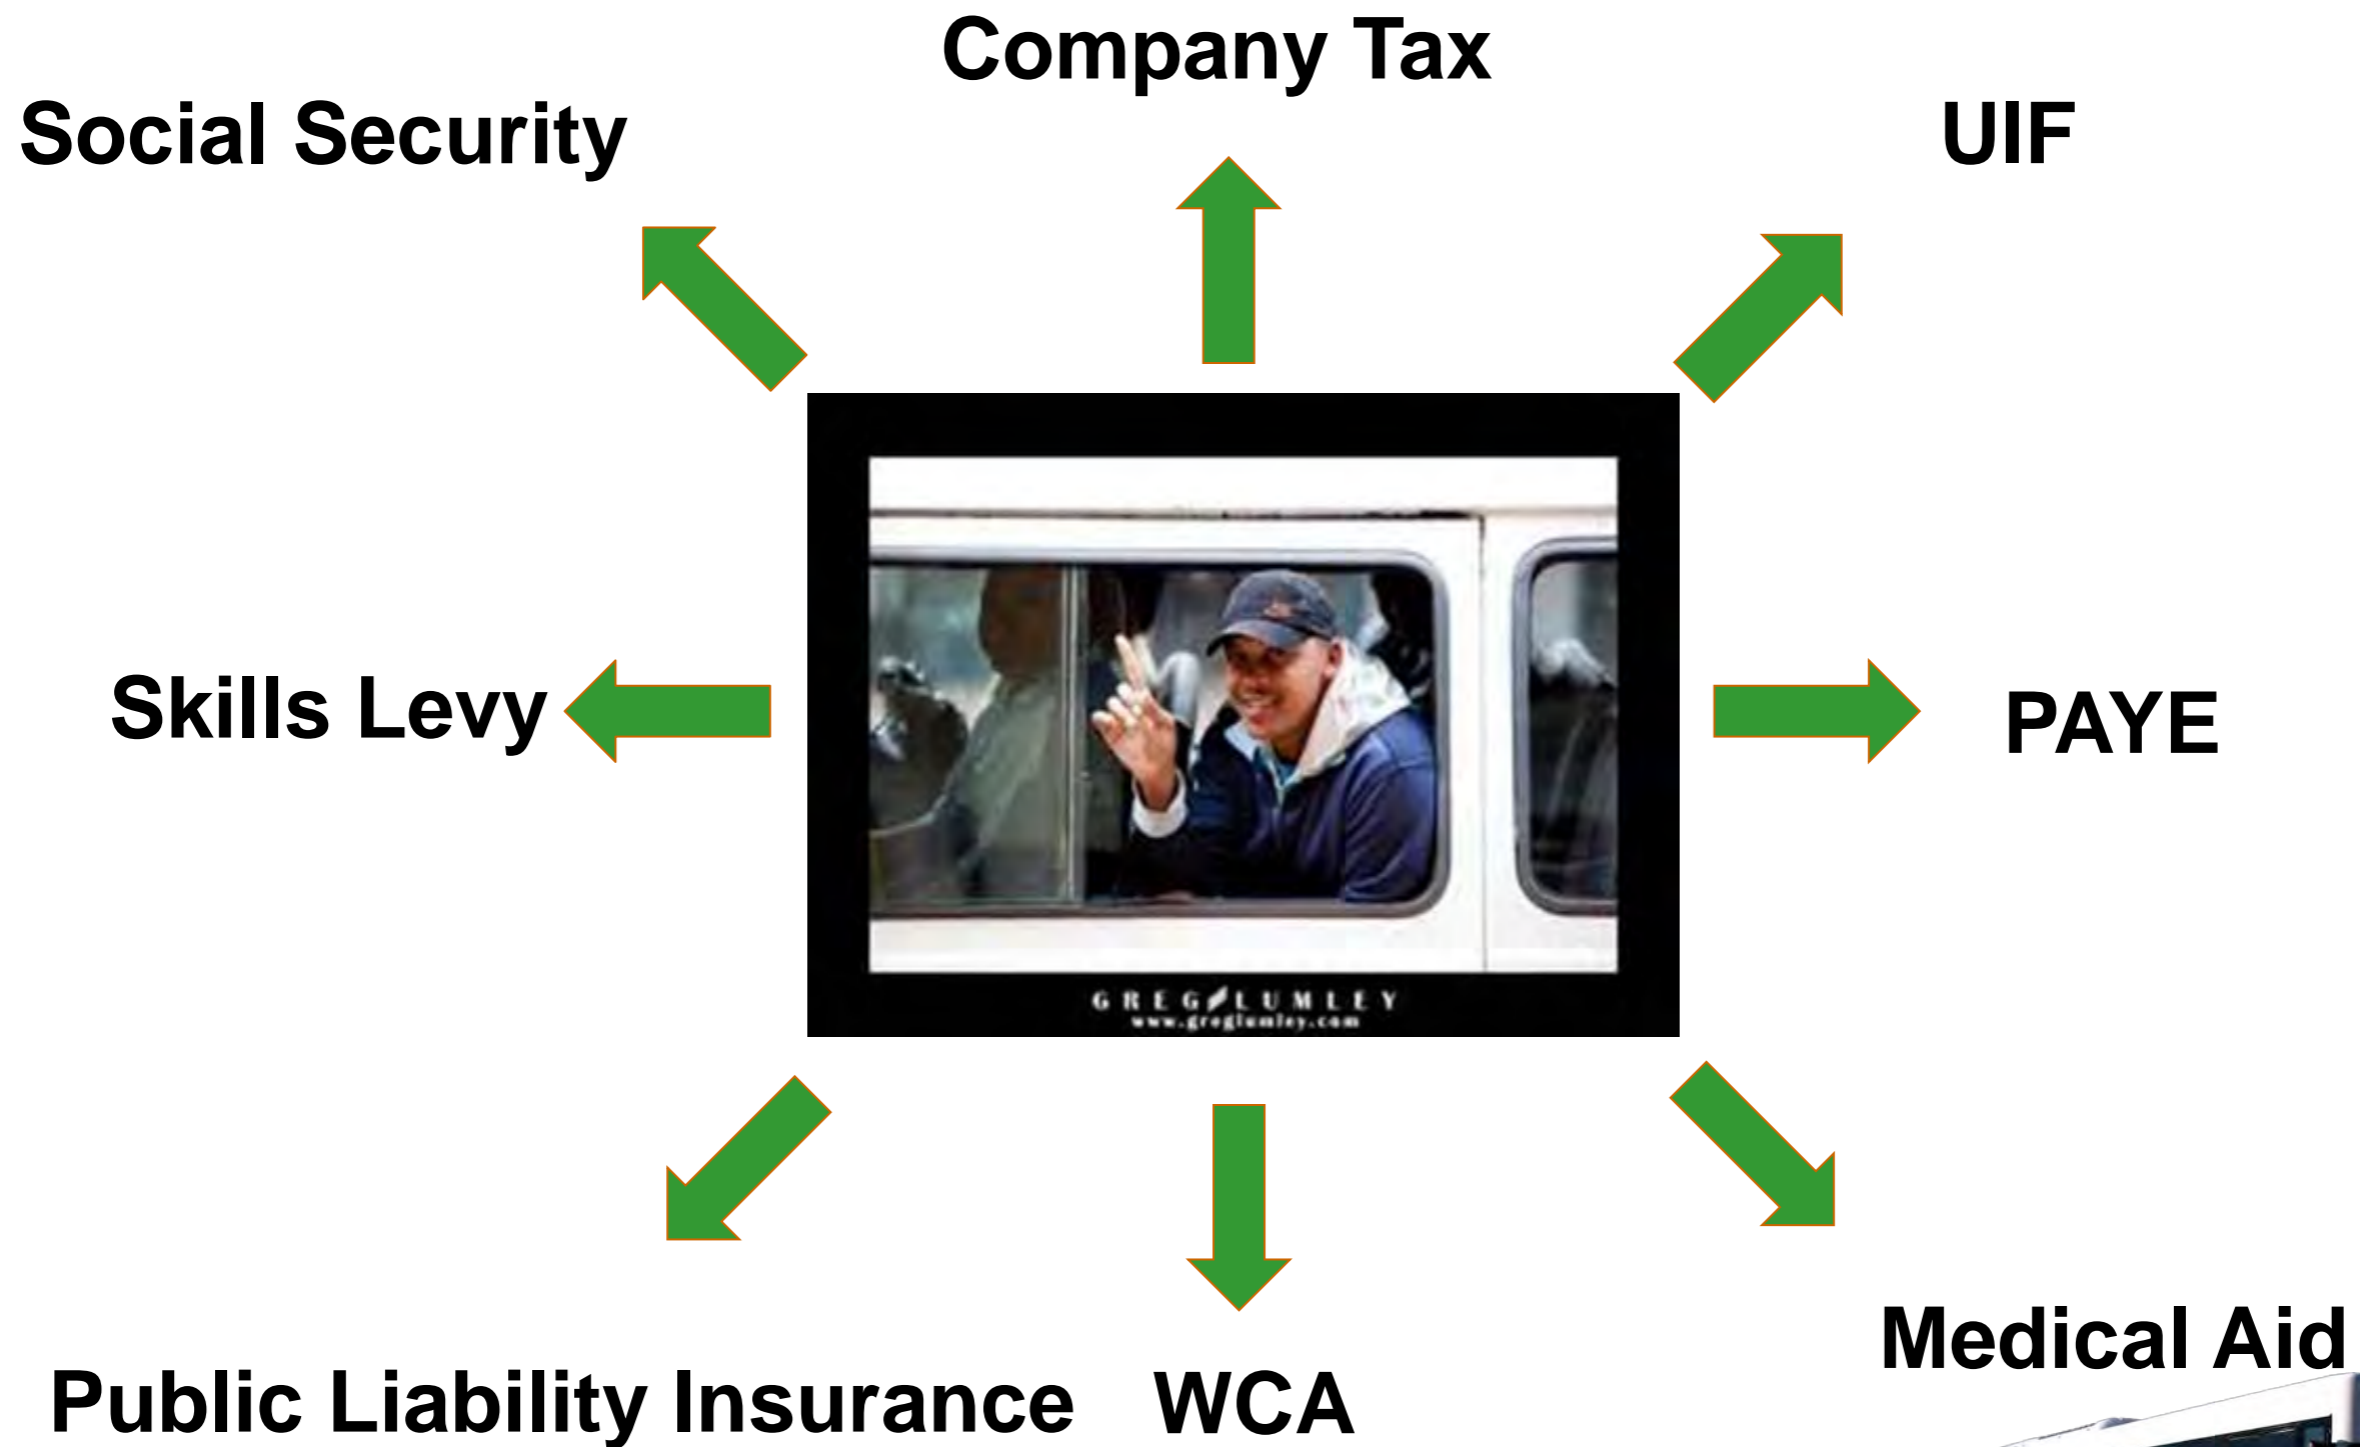 Company Tax
Social Security
UIF
Skills Levy
PAYE
GREG LUMLEY
www.greglumley.com
Medical Aid
Public Liability Insurance
WCA